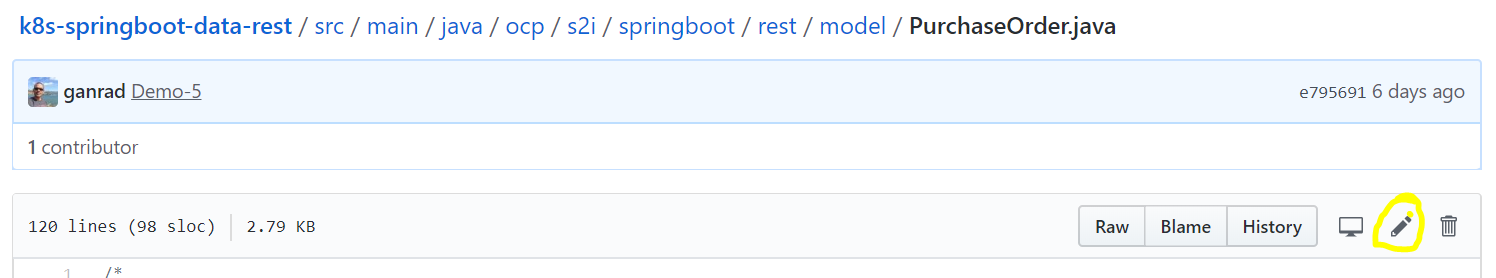 k8s-springboot-data-rest / src / main / java / ocp / s2i / springboot / rest / model / PurchaseOrder.java
ganrad Demo-5 e795691 6 days ago
1 contributor
120 lines (98 sloc) 2.79 KB Raw Blame History
1 /*